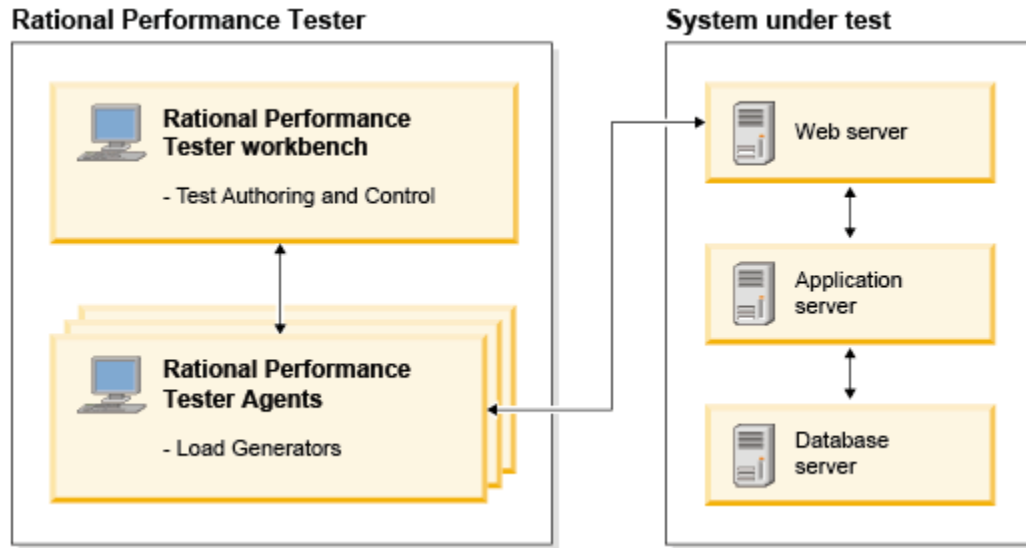 Rational Performance Tester
Rational Performance
Tester workbench
- Test Authoring and Control
Rational Performance
Tester Agents
- Load Generators
System under test
Web server
Application
server
Database
server